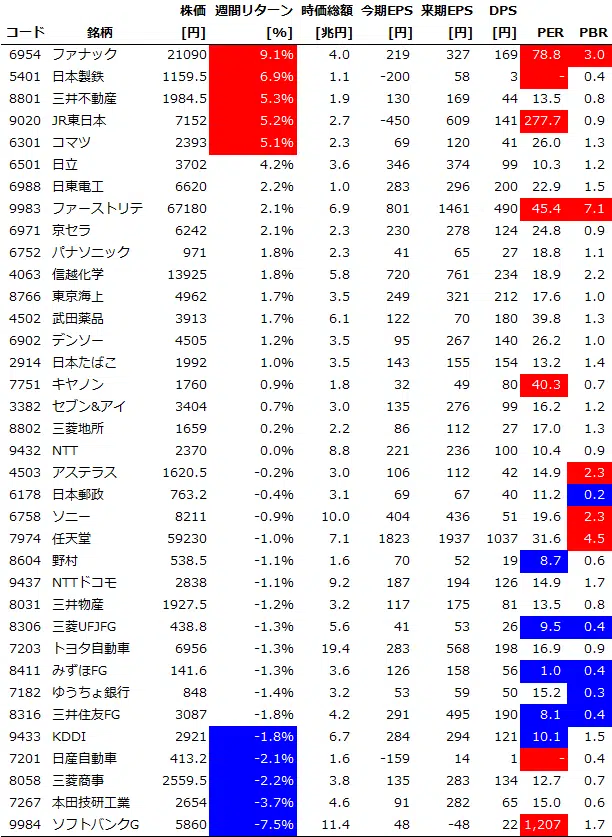 株価 週間リターン 時価総額 今期EPS 来期EPS DPS
コード 銘柄 [円] [%] [兆円] [円] [円] [円] PER PBR
6954 ファナック 21090 9.1% 4.0 219 327 169 78.8 3.0
5401 日本製鉄 1159.5 6.9% 1.1 -200 58 3 - 0.4
8801 三井不動産 1984.5 5.3% 1.9 130 169 44 13.5 0.8
9020 JR東日本 7152 5.2% 2.7 -450 609 141 277.7 0.9
6301 コマツ 2393 5.1% 2.3 69 120 41 26.0 1.3
6501 日立 3702 4.2% 3.6 346 374 99 10.3 1.2
6988 日東電工 6620 2.2% 1.0 283 296 200 22.9 1.5
9983 ファーストリテ 67180 2.1% 6.9 801 1461 490 45.4 7.1
6971 京セラ 6242 2.1% 2.3 230 278 124 24.8 0.9
6752 パナソニック 971 1.8% 2.3 41 65 27 18.8 1.1
4063 信越化学 13925 1.8% 5.8 720 761 234 18.9 2.2
8766 東京海上 4962 1.7% 3.5 249 321 212 17.6 1.0
4502 武田薬品 3913 1.7% 6.1 122 70 180 39.8 1.3
6902 デンソー 4505 1.2% 3.5 95 267 140 26.2 1.0
2914 日本たばこ 1992 1.0% 3.5 143 155 154 13.2 1.4
7751 キヤノン 1760 0.9% 1.8 32 49 80 40.3 0.7
3382 セブン&アイ 3404 0.7% 3.0 135 276 99 16.2 1.2
8802 三菱地所 1659 0.2% 2.2 86 112 27 17.0 1.3
9432 NTT 2370 0.0% 8.8 221 236 100 10.4 0.9
4503 アステラス 1620.5 -0.2% 3.0 106 112 42 14.9 2.3
6178 日本郵政 763.2 -0.4% 3.1 69 67 40 11.2 0.2
6758 ソニー 8211 -0.9% 10.0 404 436 51 19.6 2.3
7974 任天堂 59230 -1.0% 7.1 1823 1937 1037 31.6 4.5
8604 野村 538.5 -1.1% 1.6 70 52 19 8.7 0.6
9437 NTTドコモ 2838 -1.1% 9.2 187 194 126 14.9 1.7
8031 三井物産 1927.5 -1.2% 3.2 117 175 81 13.5 0.8
8306 三菱UFJFG 438.8 -1.3% 5.6 41 53 26 9.5 0.4
7203 トヨタ自動車 6956 -1.3% 19.4 283 568 198 16.9 0.9
8411 みずほFG 141.6 -1.3% 3.6 126 158 56 1.0 0.4
7182 ゆうちょ銀行 848 -1.4% 3.2 53 59 50 15.2 0.3
8316 三井住友FG 3087 -1.8% 4.2 291 495 190 8.1 0.4
9433 KDDI 2921 -1.8% 6.7 284 294 121 10.1 1.5
7201 日産自動車 413.2 -2.1% 1.6 -159 14 1 - 0.4
8058 三菱商事 2559.5 -2.2% 3.8 135 283 134 12.7 0.7
7267 本田技研工業 2654 -3.7% 4.6 91 282 65 15.0 0.6
9984 ソフトバンクG 5860 -7.5% 11.4 48 -48 22 1,207 1.7